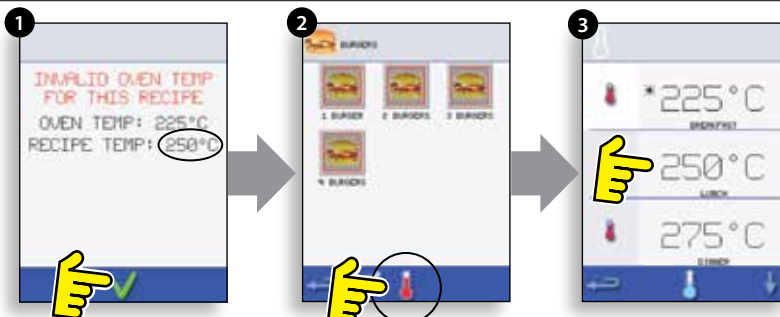 1
INVALID OVEN TEMP
FOR THIS RECIPE
OVEN TEMP: 225°C
RECIPE TEMP: 250°C
2
BURGERS
1 BURGER 2 BURGERS 3 BURGERS
4 BURGERS
3
*225°C
BREAKFAST
250°C
LUNCH
275°C
DINNER